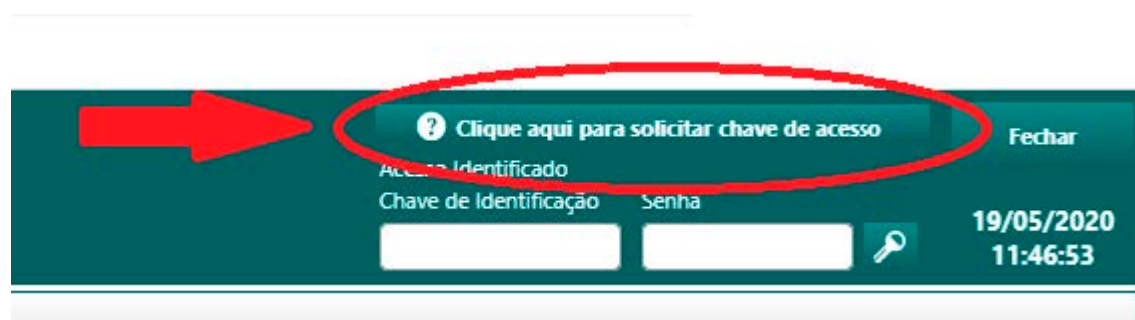 Clique aqui para solicitar chave de acesso
Fechar
Acesso Identificado
Chave de Identificação Senha
19/05/2020
11:46:53